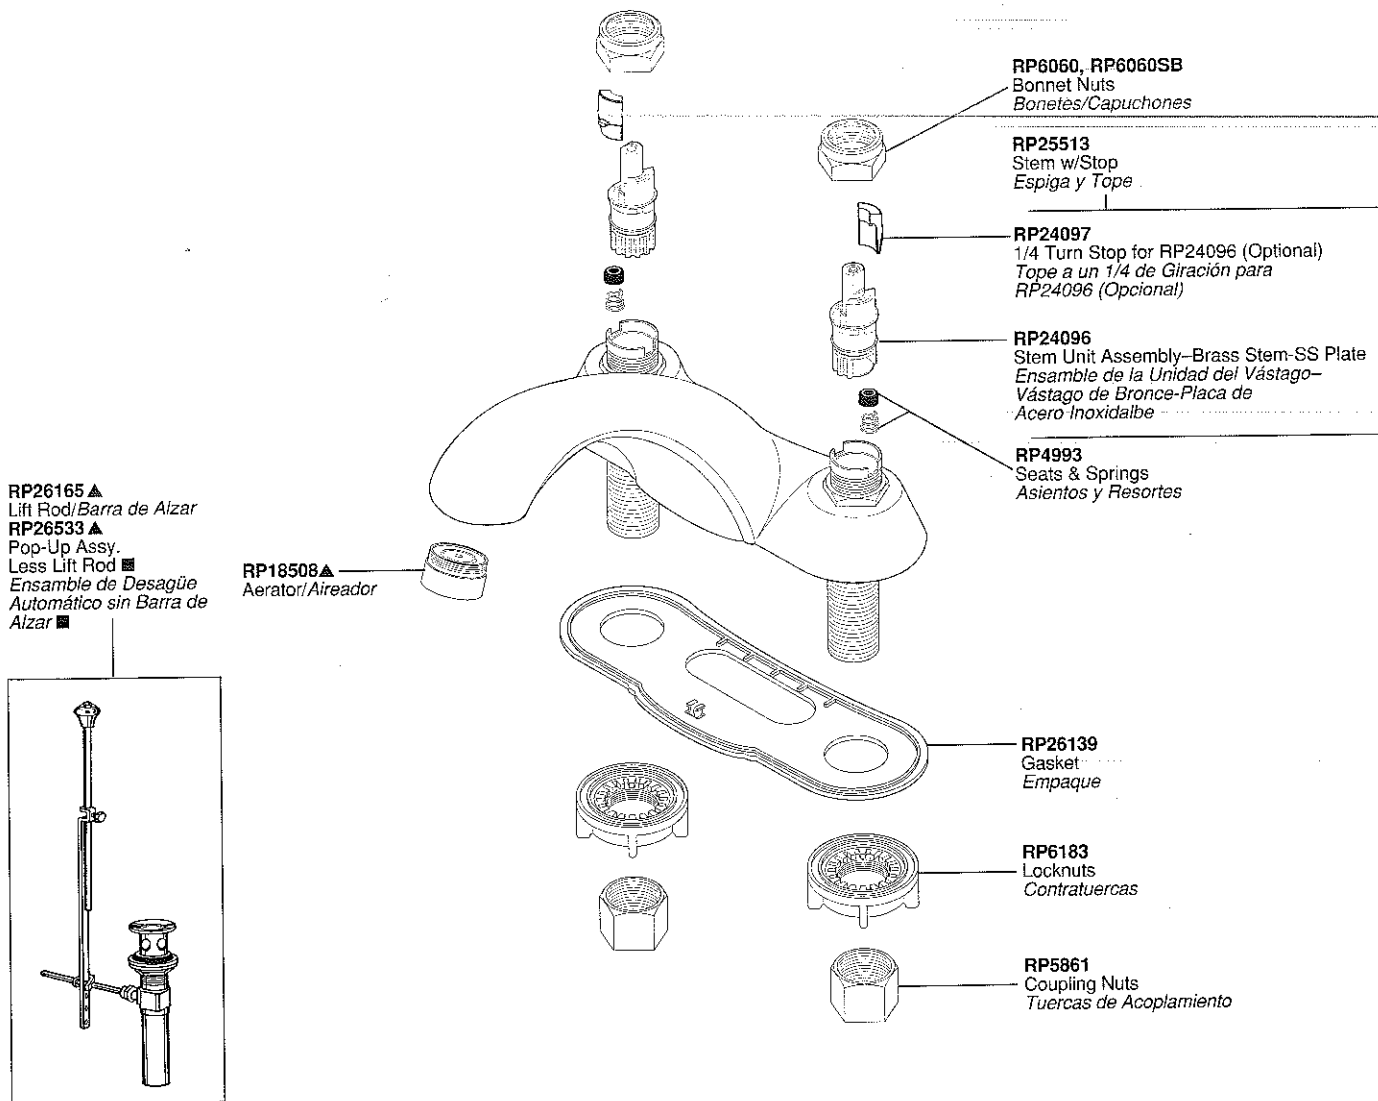 RP6060, RP6060SB
Bonnet Nuts
Bonetes/Capuchones
RP25513
Stem w/Stop
Espiga y Tope
RP24097
1/4 Turn Stop for RP24096 (Optional)
Tope a un 1/4 de Giración para
RP24096 (Opcional)
RP24096
Stem Unit Assembly–Brass Stem-SS Plate
Ensamble de la Unidad del Vástago–
Vástago de Bronce-Placa de
Acero Inoxidalbe
RP4993
Seats & Springs
Asientos y Resortes
RP26165▲
Lift Rod/Barra de Alzar
RP26533▲
Pop-Up Assy.
Less Lift Rod ■
Ensamble de Desagüe
Automático sin Barra de
Alzar ■
RP18508▲
Aerator/Aireador
RP26139
Gasket
Empaque
RP6183
Locknuts
Contratuercas
RP5861
Coupling Nuts
Tuercas de Acoplamiento